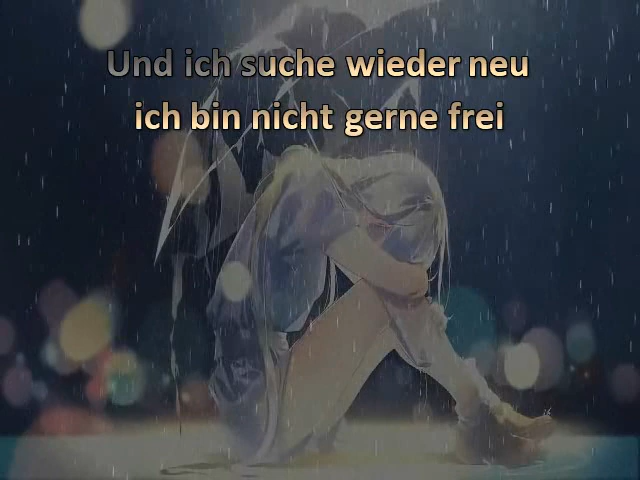 Und ich suche wieder neu
ich bin nicht gerne frei